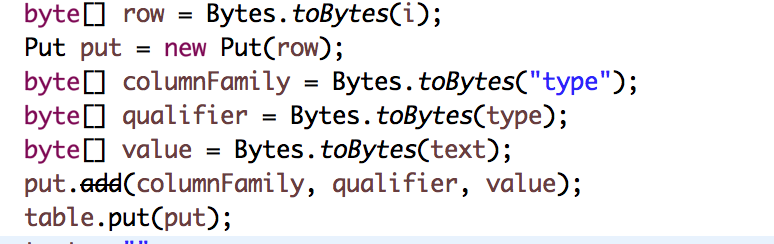 byte[] row = Bytes.toBytes(i);
Put put = new Put(row);
byte[] columnFamily = Bytes.toBytes("type");
byte[] qualifier = Bytes.toBytes(type);
byte[] value = Bytes.toBytes(text);
put.add(columnFamily, qualifier, value);
table.put(put);